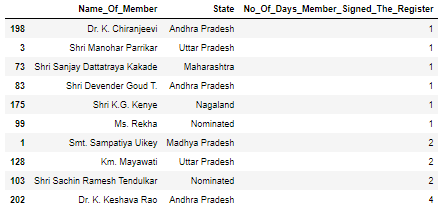 Name_Of_Member State No_Of_Days_Member_Signed_The_Register
198 Dr. K. Chiranjeevi Andhra Pradesh 1
3 Shri Manohar Parrikar Uttar Pradesh 1
73 Shri Sanjay Dattatraya Kakade Maharashtra 1
83 Shri Devender Goud T. Andhra Pradesh 1
175 Shri K.G. Kenye Nagaland 1
99 Ms. Rekha Nominated 1
1 Smt. Sampatiya Uikey Madhya Pradesh 2
128 Km. Mayawati Uttar Pradesh 2
103 Shri Sachin Ramesh Tendulkar Nominated 2
202 Dr. K. Keshava Rao Andhra Pradesh 4